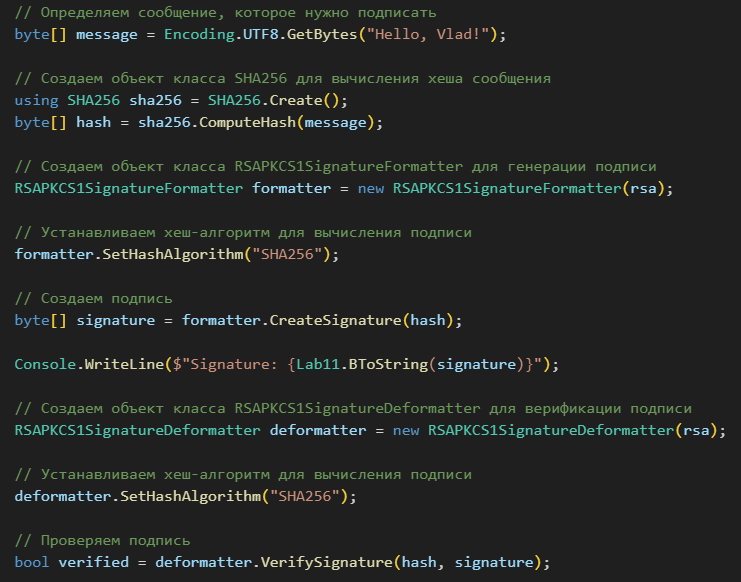 // Определяем сообщение, которое нужно подписать
byte[] message = Encoding.UTF8.GetBytes("Hello, Vlad!");
// Создаем объект класса SHA256 для вычисления хеша сообщения
using SHA256 sha256 = SHA256.Create();
byte[] hash = sha256.ComputeHash(message);
// Создаем объект класса RSAPKCS1SignatureFormatter для генерации подписи
RSAPKCS1SignatureFormatter formatter = new RSAPKCS1SignatureFormatter(rsa);
// Устанавливаем хеш-алгоритм для вычисления подписи
formatter.SetHashAlgorithm("SHA256");
// Создаем подпись
byte[] signature = formatter.CreateSignature(hash);
Console.WriteLine($"Signature: {Lab11.BToString(signature)}");
// Создаем объект класса RSAPKCS1SignatureDeformatter для верификации подписи
RSAPKCS1SignatureDeformatter deformatter = new RSAPKCS1SignatureDeformatter(rsa);
// Устанавливаем хеш-алгоритм для вычисления подписи
deformatter.SetHashAlgorithm("SHA256");
// Проверяем подпись
bool verified = deformatter.VerifySignature(hash, signature);